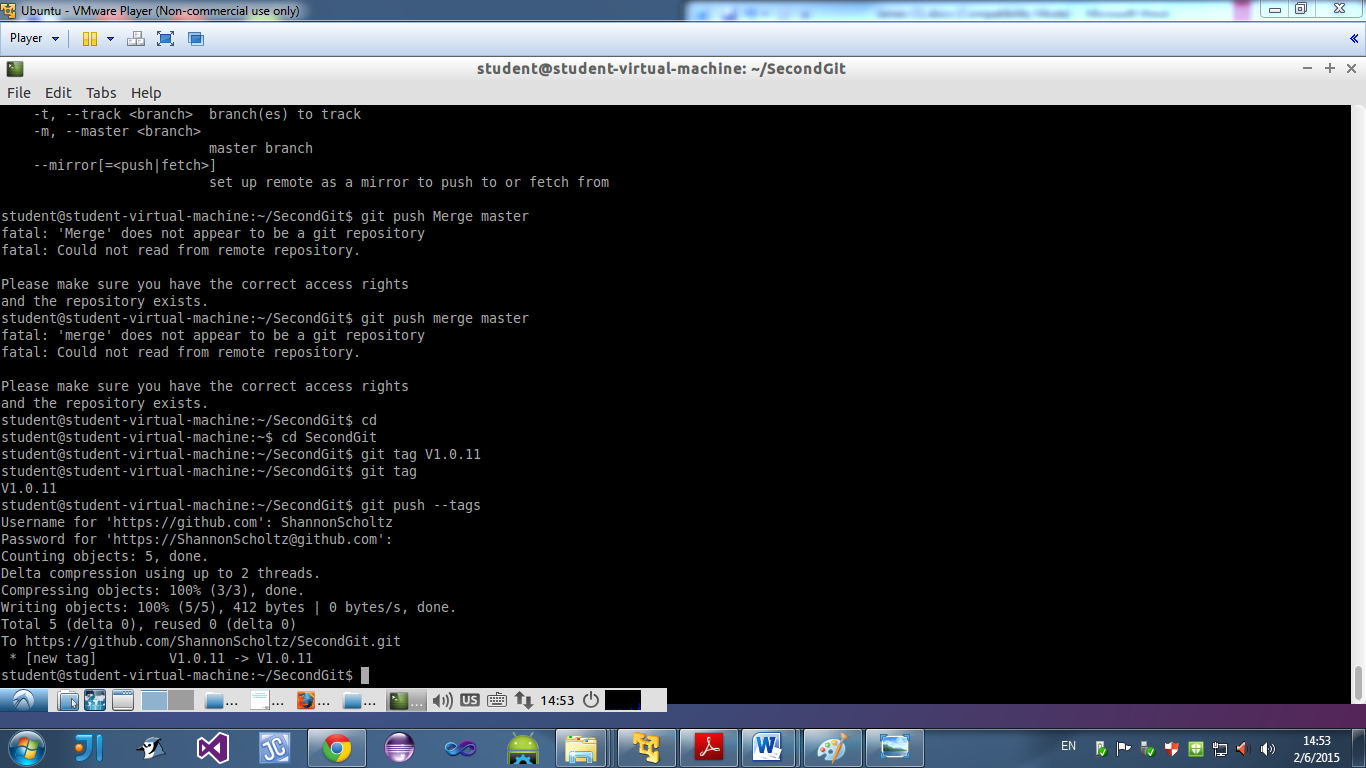 Ubuntu - VMware Player (Non-commercial use only)
Player
student@student-virtual-machine: ~/SecondGit
File Edit Tabs Help
    -t, --track <branch>  branch(es) to track
    -m, --master <branch>
                          master branch
    --mirror[=<push|fetch>]
                          set up remote as a mirror to push to or fetch from
student@student-virtual-machine:~/SecondGit$ git push Merge master
fatal: 'Merge' does not appear to be a git repository
fatal: Could not read from remote repository.
Please make sure you have the correct access rights
and the repository exists.
student@student-virtual-machine:~/SecondGit$ git push merge master
fatal: 'merge' does not appear to be a git repository
fatal: Could not read from remote repository.
Please make sure you have the correct access rights
and the repository exists.
student@student-virtual-machine:~/SecondGit$ cd
student@student-virtual-machine:~$ cd SecondGit
student@student-virtual-machine:~/SecondGit$ git tag V1.0.11
student@student-virtual-machine:~/SecondGit$ git tag
V1.0.11
student@student-virtual-machine:~/SecondGit$ git push --tags
Username for 'https://github.com': ShannonScholtz
Password for 'https://ShannonScholtz@github.com':
Counting objects: 5, done.
Delta compression using up to 2 threads.
Compressing objects: 100% (3/3), done.
Writing objects: 100% (5/5), 412 bytes | 0 bytes/s, done.
Total 5 (delta 0), reused 0 (delta 0)
To https://github.com/ShannonScholtz/SecondGit.git
 * [new tag]         V1.0.11 -> V1.0.11
student@student-virtual-machine:~/SecondGit$
... ... ... ... ... US 14:53
EN 14:53
2/6/2015